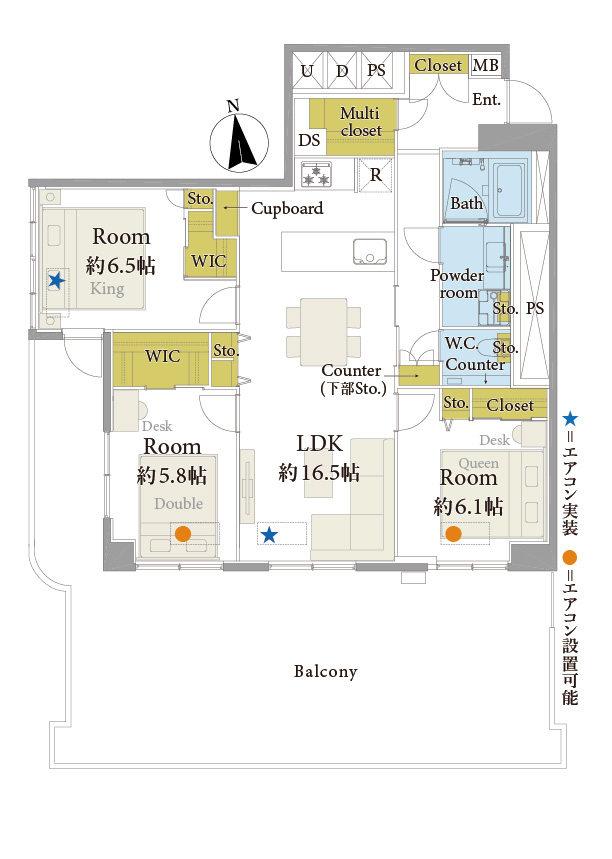 U
D
PS
Closet
MB
Ent.
N
Multi
closet
DS
R
Bath
Sto.
Cupboard
Room
約6.5帖
King
WIC
Powder
room
Sto.
PS
W.C.
Sto.
Counter
WIC
Sto.
Counter
(下部Sto.)
Sto.
Closet
Desk
Room
約5.8帖
Double
LDK
約16.5帖
Desk
Queen
Room
約6.1帖
★=エアコン実装
●=エアコン設置可能
Balcony